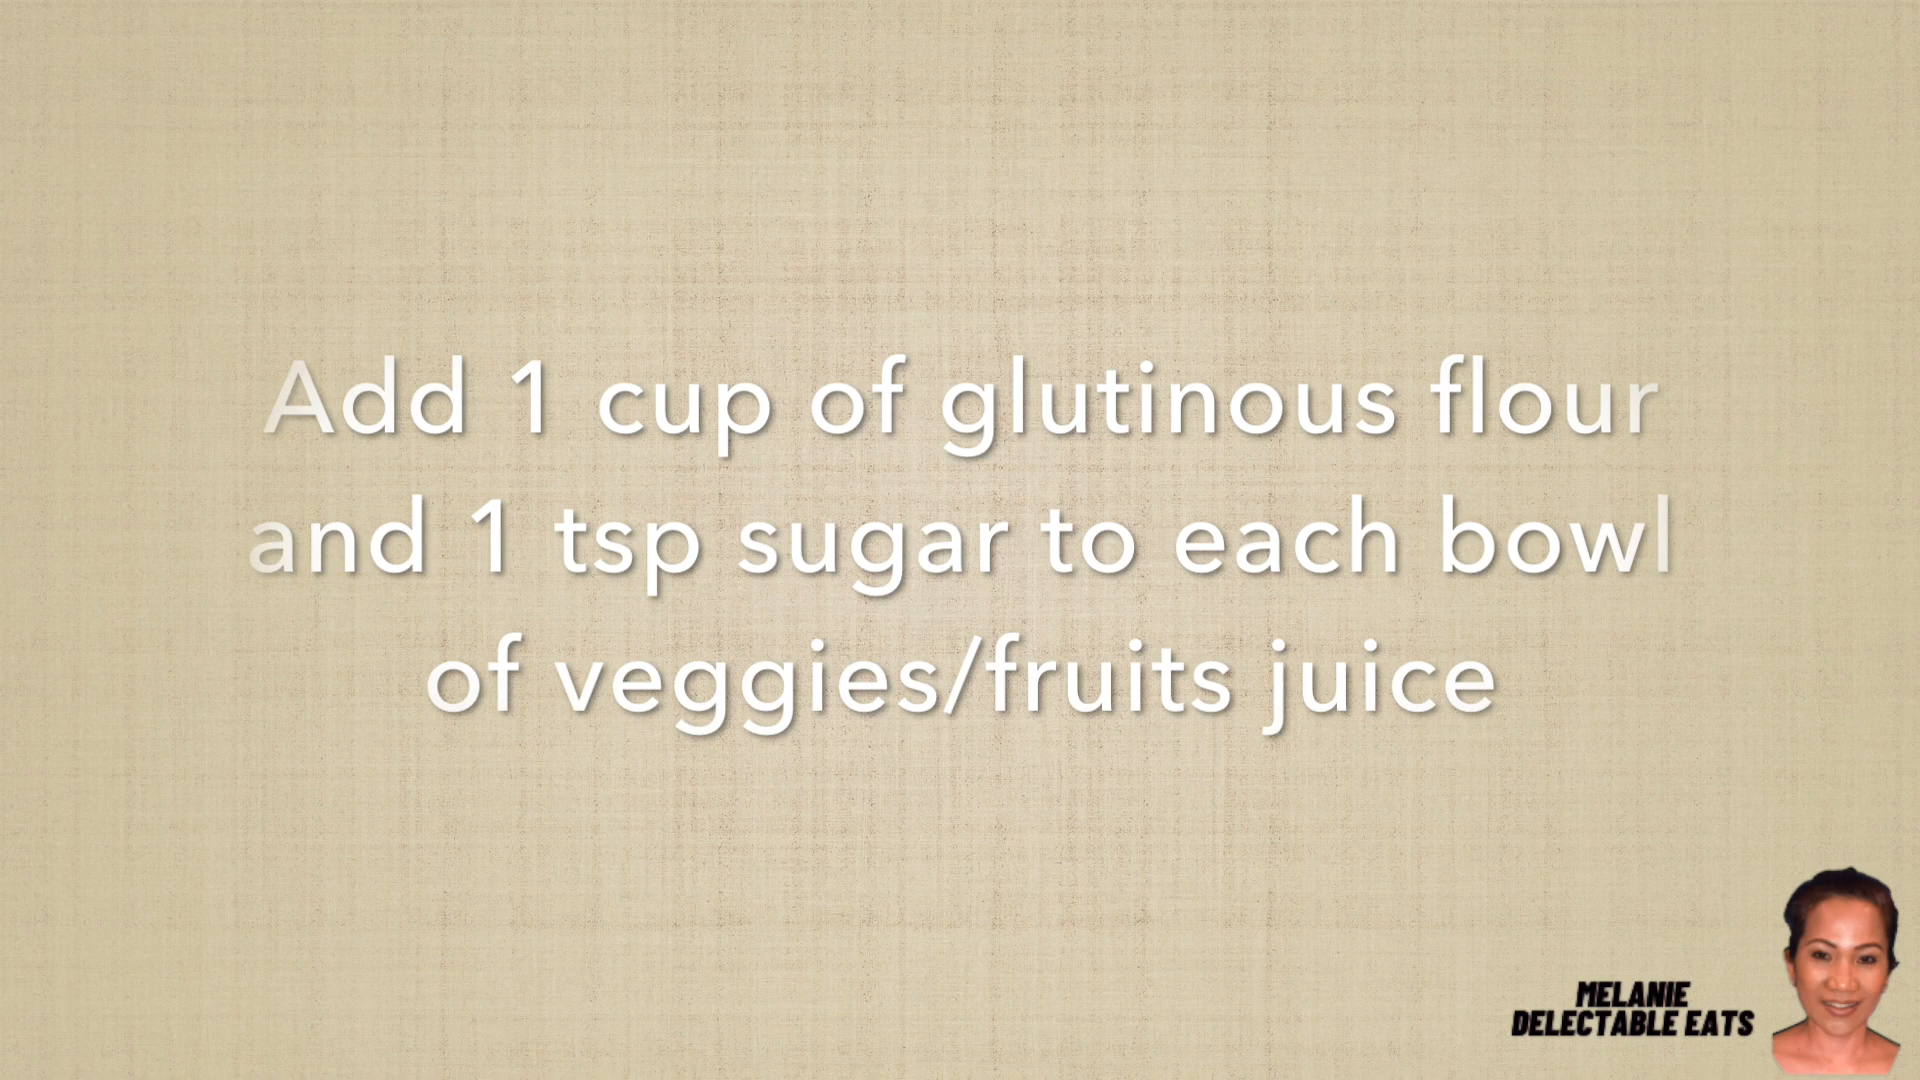 Add 1 cup of glutinous flour
and 1 tsp sugar to each bowl
of veggies/fruits juice
MELANIE
DELECTABLE EATS